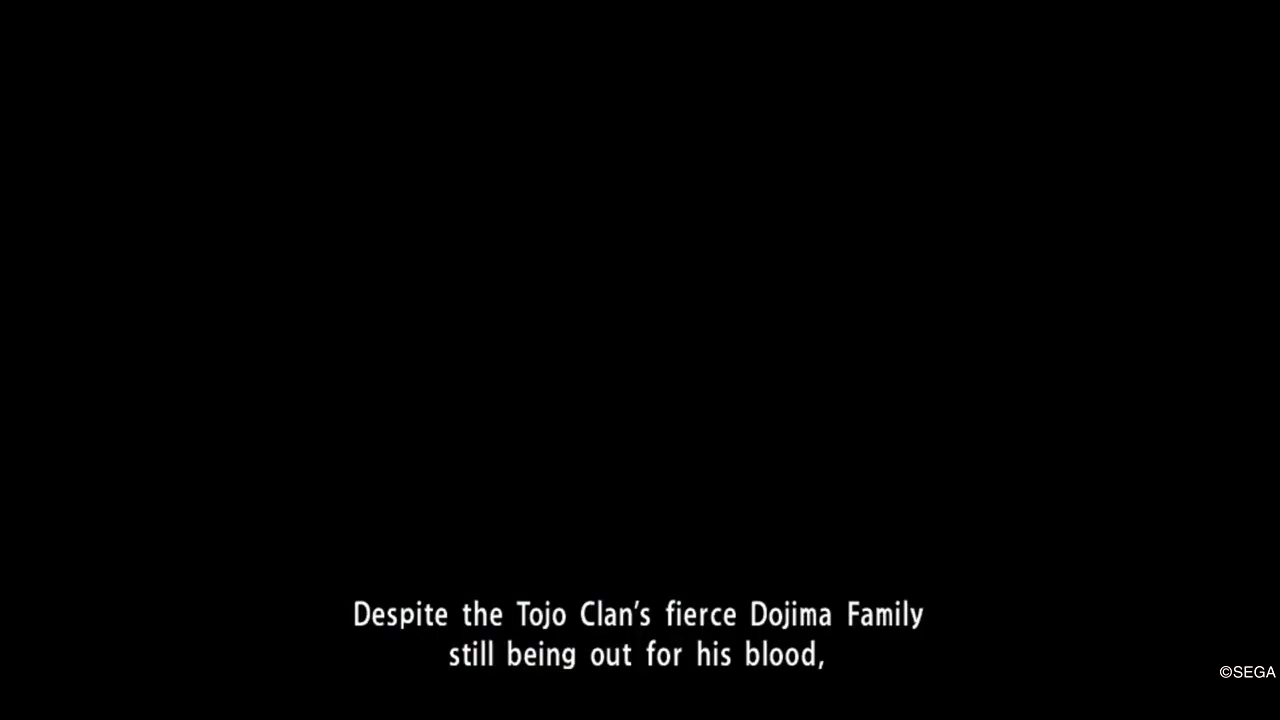 Despite the Tojo Clan's fierce Dojima Family
still being out for his blood,
©SEGA